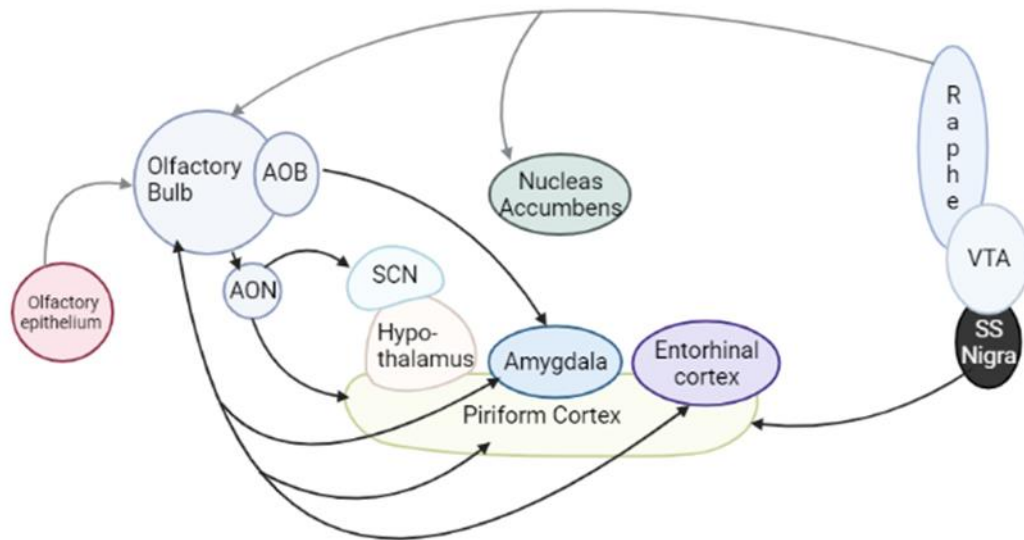 Olfactory
Bulb
AOB
Nucleas
Accumbens
R
a
p
h
e
VTA
SS
Nigra
Olfactory
epithelium
AON
SCN
Hypo-
thalamus
Amygdala
Entorhinal
cortex
Piriform Cortex